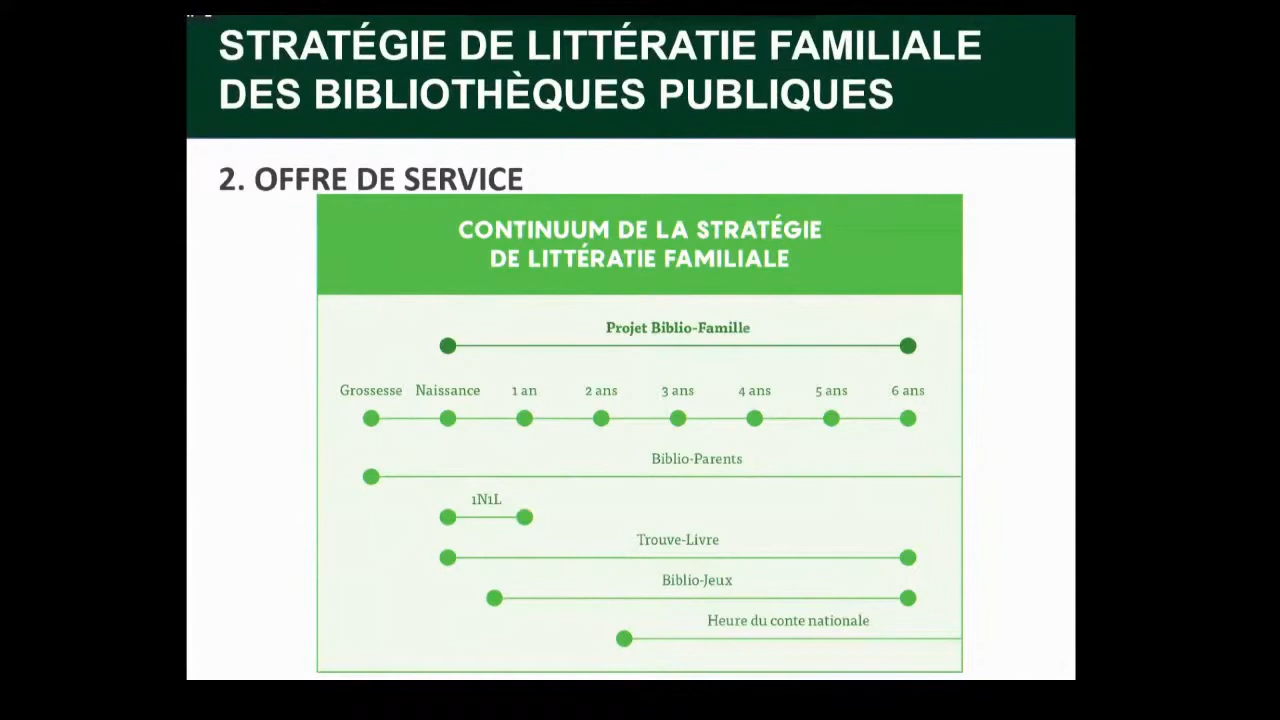 STRATÉGIE DE LITTÉRATIE FAMILIALE
DES BIBLIOTHÈQUES PUBLIQUES
2. OFFRE DE SERVICE
CONTINUUM DE LA STRATÉGIE
DE LITTÉRATIE FAMILIALE
Projet Biblio-Famille
Grossesse Naissance 1 an 2 ans 3 ans 4 ans 5 ans 6 ans
Biblio-Parents
1N1L
Trouve-Livre
Biblio-Jeux
Heure du conte nationale